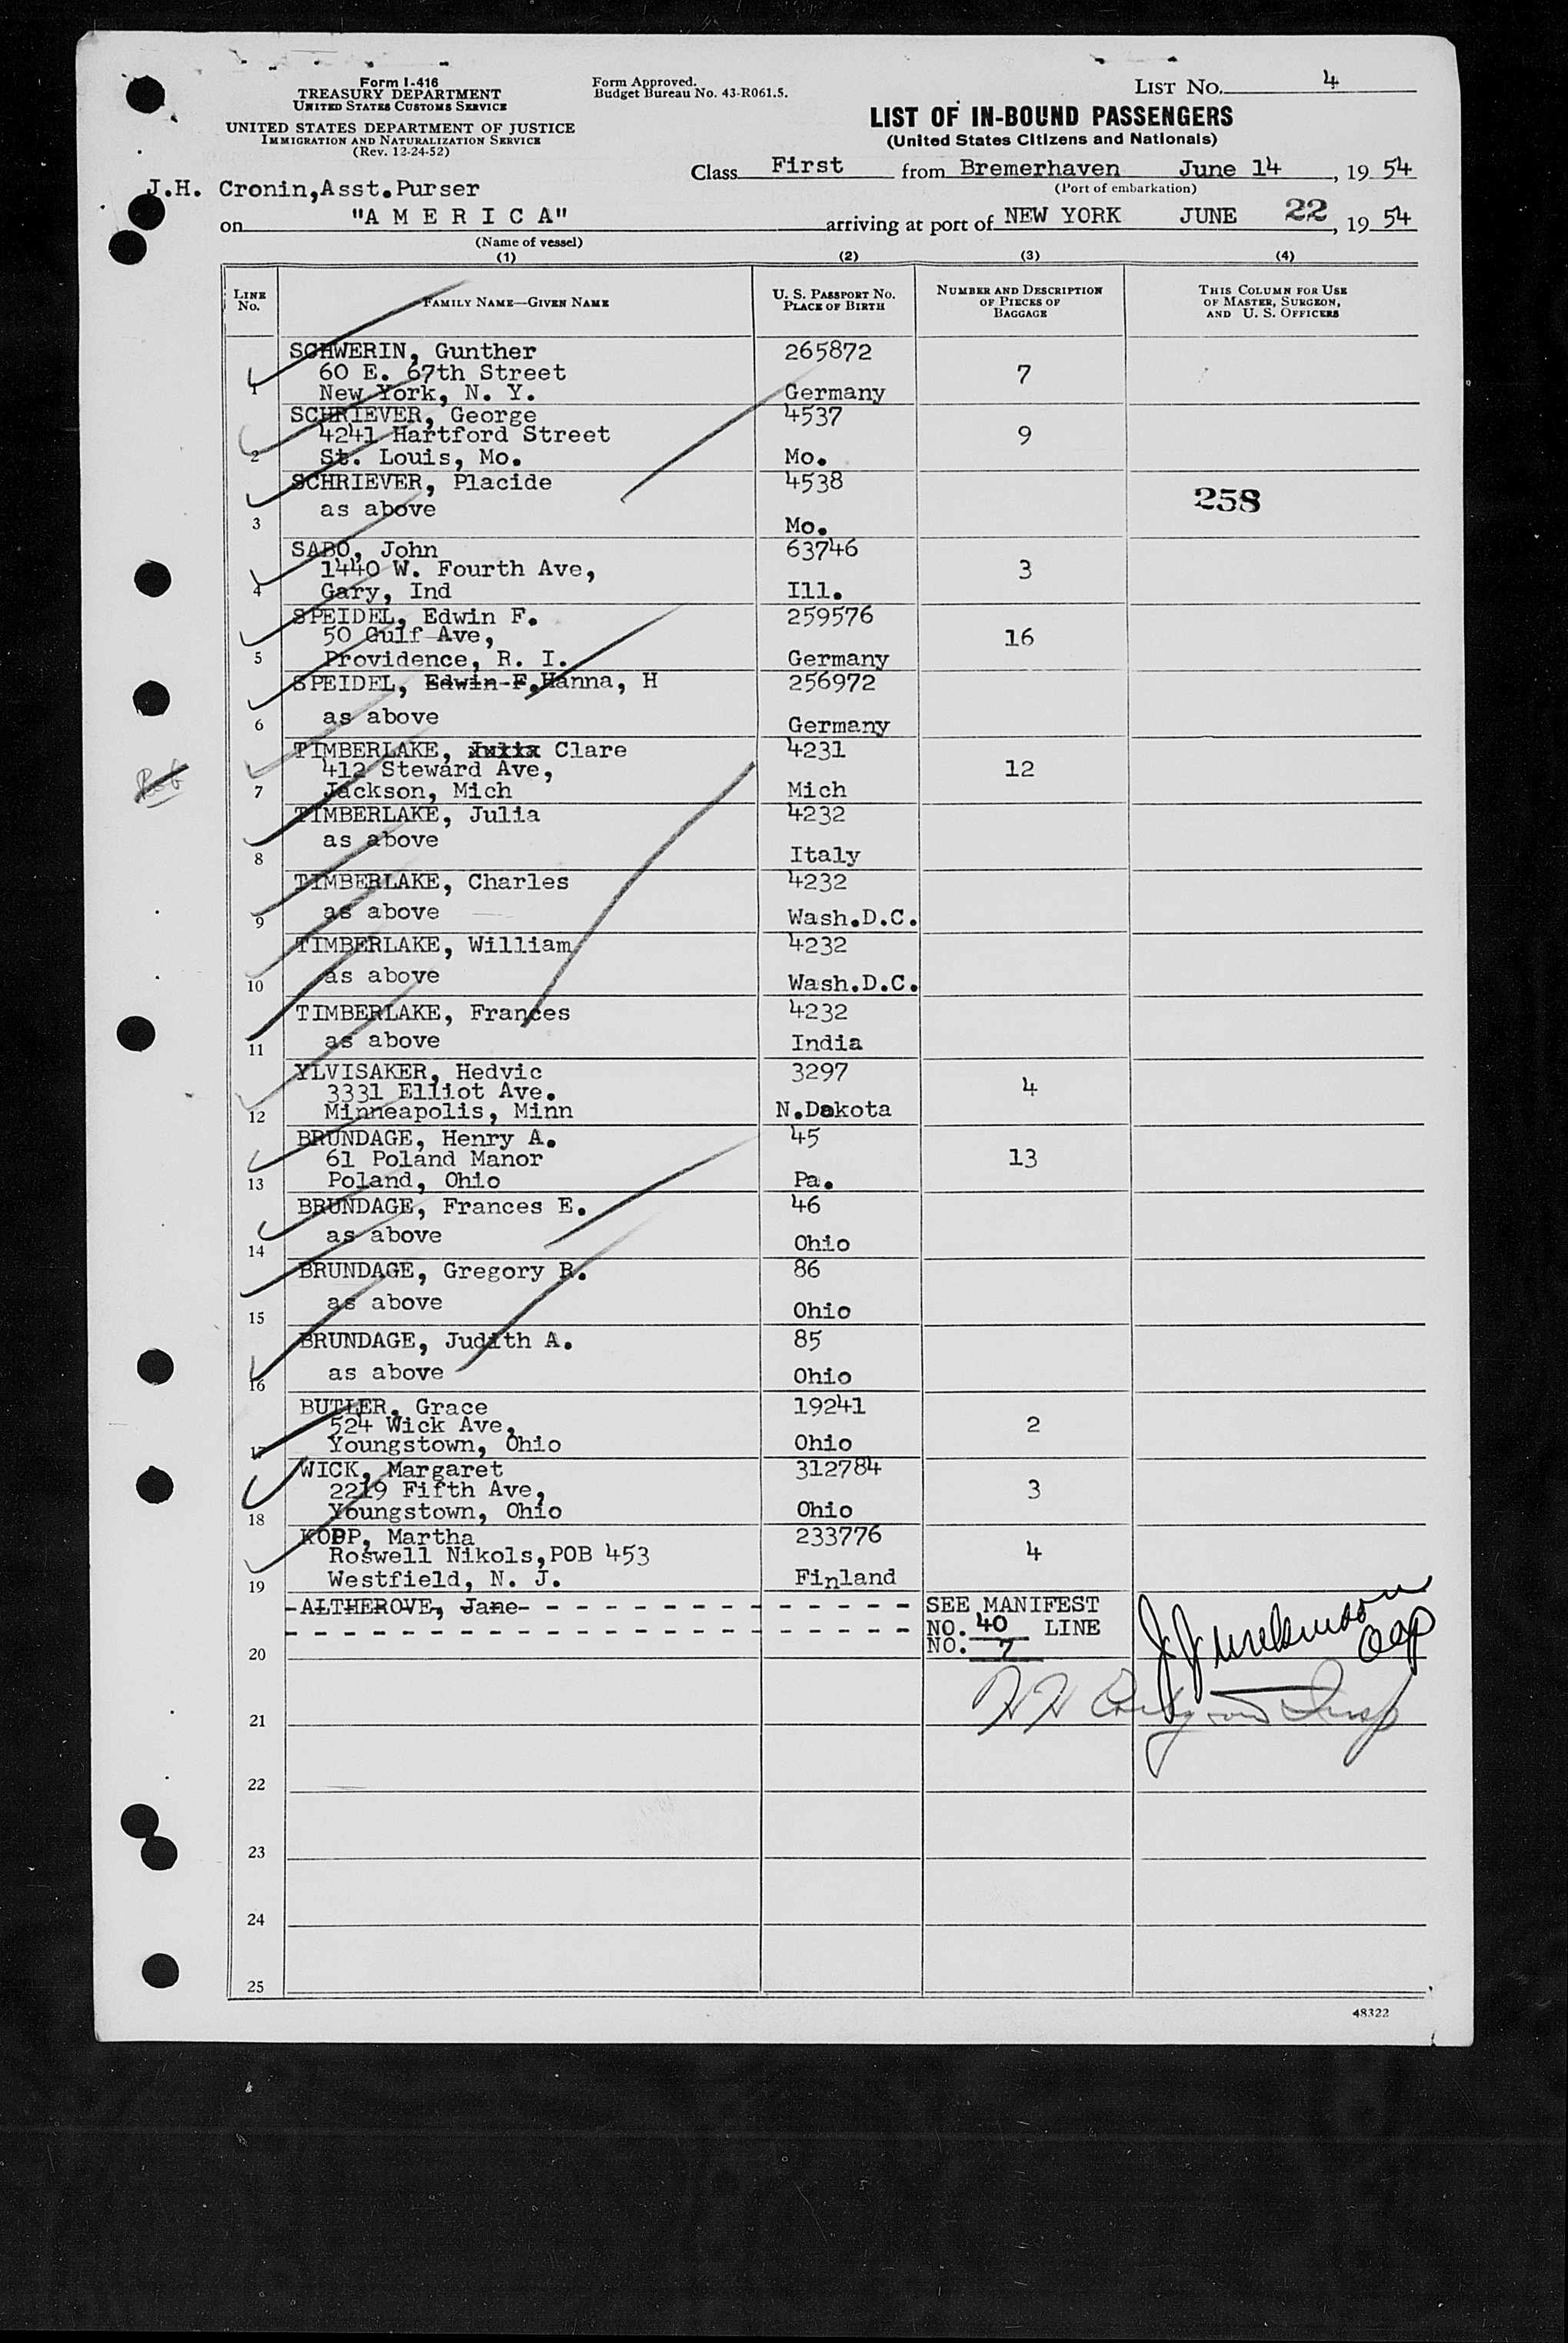 Form I-416
TREASURY DEPARTMENT
UNITED STATES CUSTOMS SERVICE
UNITED STATES DEPARTMENT OF JUSTICE
IMMIGRATION AND NATURALIZATION SERVICE
(Rev. 12-24-52)
Form Approved.
Budget Bureau No. 43-R061.5.
LIST No. 4
LIST OF IN-BOUND PASSENGERS
(United States Citizens and Nationals)
Class First from Bremerhaven June 14, 19 54
(Port of embarkation)
J.H. Cronin,Asst.Purser
on "A M E R I C A" arriving at port of NEW YORK JUNE 22, 19 54
(Name of vessel)
(1) (2) (3) (4)
LINE No. FAMILY NAME—GIVEN NAME U. S. PASSPORT No. PLACE OF BIRTH NUMBER AND DESCRIPTION OF PIECES OF BAGGAGE THIS COLUMN FOR USE OF MASTER, SURGEON, AND U. S. OFFICERS
SCHWERIN, Gunther 265872
60 E. 67th Street 7
1 New York, N. Y. Germany
SCHRIEVER, George 4537
4241 Hartford Street 9
2 St. Louis, Mo. Mo.
SCHRIEVER, Placide 4538
as above 258
3 Mo.
SABO, John 63746
1440 W. Fourth Ave, 3
4 Gary, Ind Ill.
SPEIDEL, Edwin F. 259576
50 Gulf Ave, 16
5 Providence, R. I. Germany
SPEIDEL, Edwin F,Hanna, H 256972
as above
6 Germany
TIMBERLAKE, Julia Clare 4231
412 Steward Ave, 12
7 Jackson, Mich Mich
TIMBERLAKE, Julia 4232
as above
8 Italy
TIMBERLAKE, Charles 4232
as above
9 Wash.D.C.
TIMBERLAKE, William 4232
as above
10 Wash.D.C.
TIMBERLAKE, Frances 4232
as above
11 India
YLVISAKER, Hedvic 3297
3331 Elliot Ave. 4
12 Minneapolis, Minn N.Dakota
BRUNDAGE, Henry A. 45
61 Poland Manor 13
13 Poland, Ohio Pa.
BRUNDAGE, Frances E. 46
as above
14 Ohio
BRUNDAGE, Gregory R. 86
as above
15 Ohio
BRUNDAGE, Judith A. 85
as above
16 Ohio
BUTLER, Grace 19241
524 Wick Ave, 2
17 Youngstown, Ohio Ohio
WICK, Margaret 312784
2219 Fifth Ave, 3
18 Youngstown, Ohio Ohio
KOPP, Martha 233776
Roswell Nikols,POB 453 4
19 Westfield, N. J. Finland
ALTHEROVE, Jane SEE MANIFEST
NO. 40 LINE
20 NO. 7
21 Insp
22
23
24
25
48322